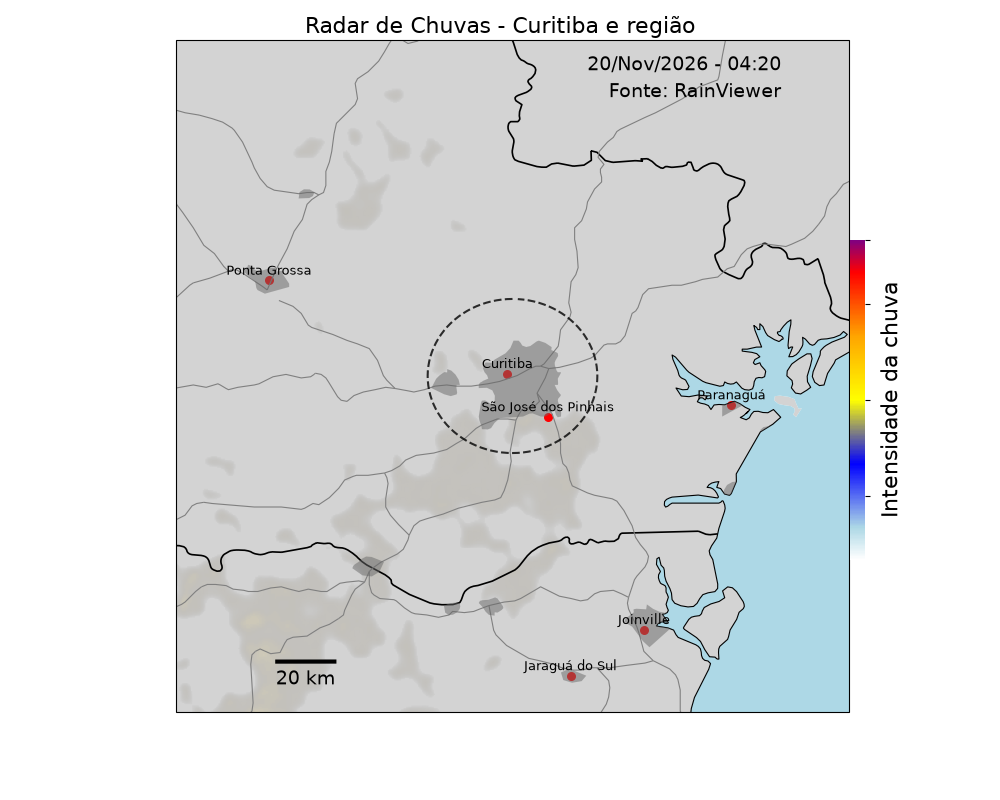 Radar de Chuvas - Curitiba e região
20/Nov/2026 - 04:20
Fonte: RainViewer
Ponta Grossa
Curitiba
Paranaguá
São José dos Pinhais
Intensidade da chuva
Joinville
Jaraguá do Sul
20 km